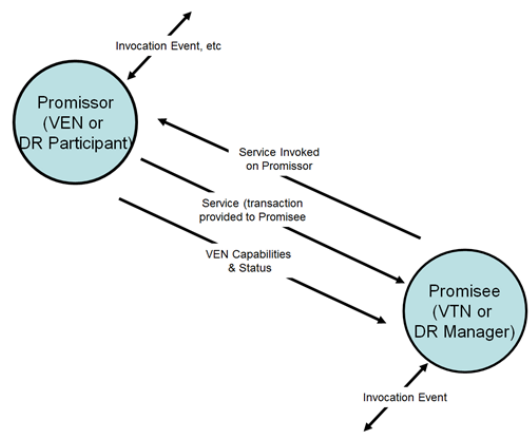 Invocation Event, etc
Promissor
(VEN or
DR Participant)
Service Invoked
on Promissor
Service (transaction
provided to Promisee
VEN Capabilities
& Status
Promisee
(VTN or
DR Manager)
Invocation Event